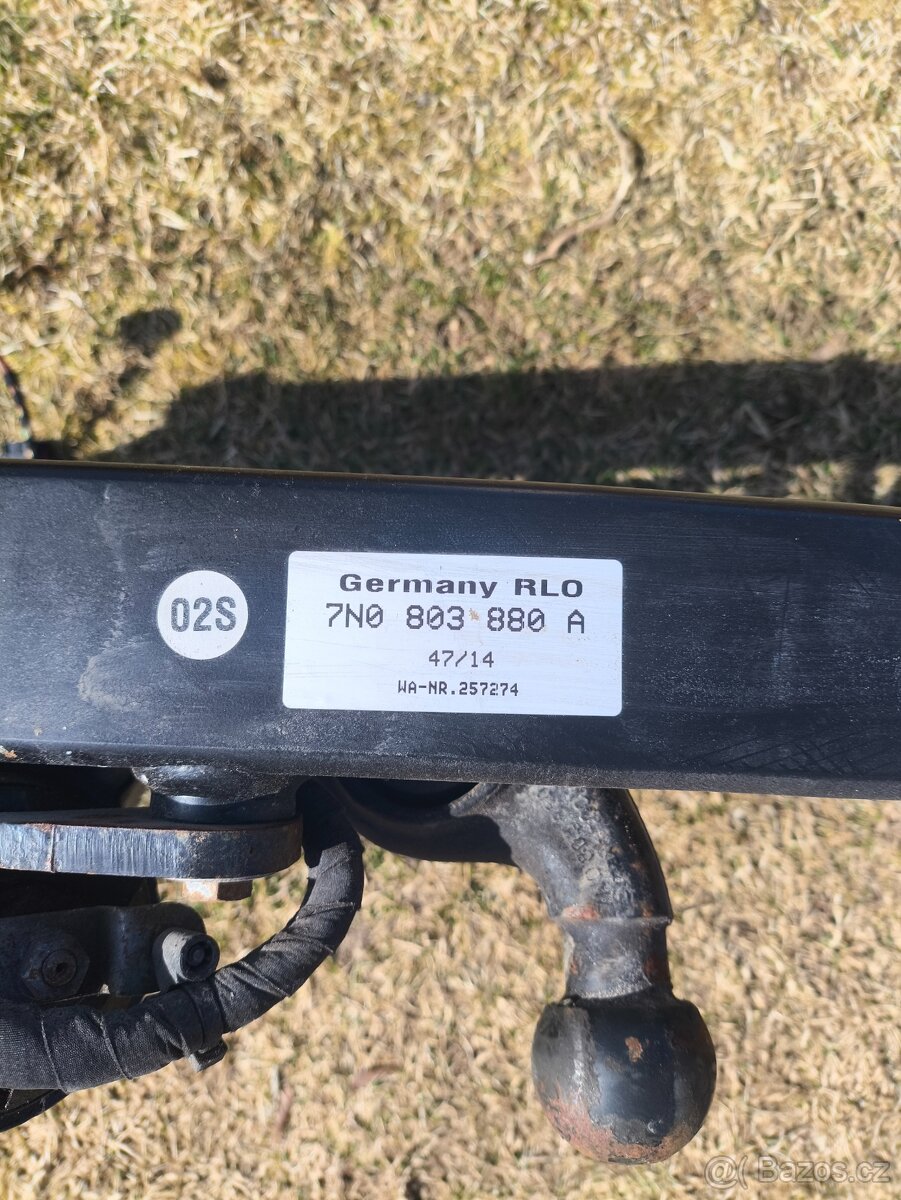 02S
Germany RLO
7N0 803 880 A
47/14
WA-NR.257274
@( Bazos.cz